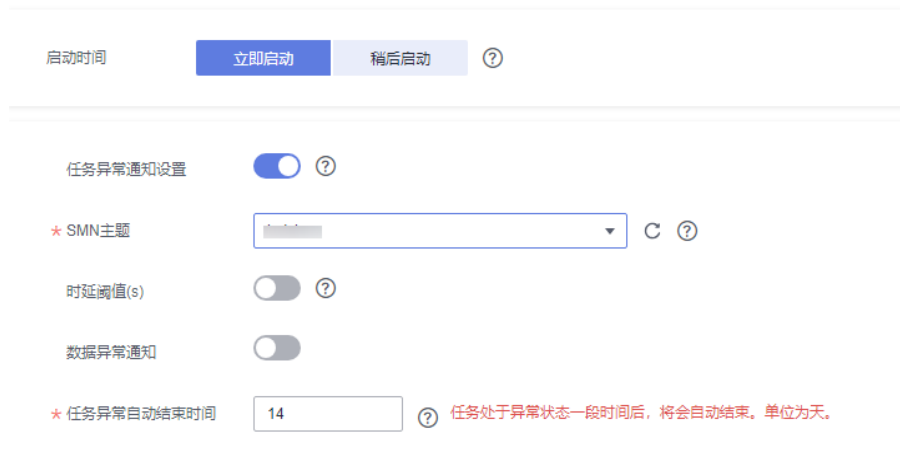 启动时间 立即启动 稍后启动 ?
任务异常通知设置 ?
* SMN主题 ?
时延阈值(s) ?
数据异常通知
* 任务异常自动结束时间 14 ? 任务处于异常状态一段时间后，将会自动结束。单位为天。